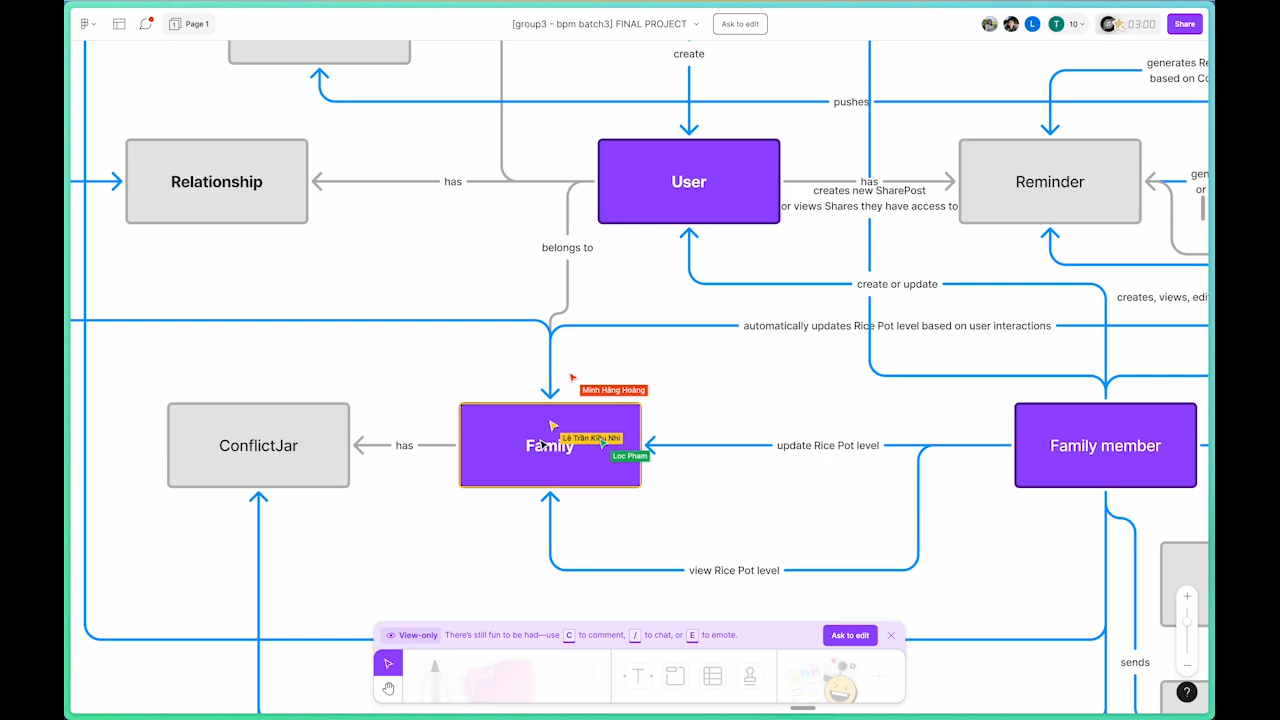 Page 1
[group3 - bpm batch3] FINAL PROJECT
Ask to edit
L
T
10
03:00
Share
create
generates Re
based on Co
pushes
Relationship
has
User
has
creates new SharePost
or views Shares they have access to
Reminder
gen
or
belongs to
create or update
creates, views, edi
automatically updates Rice Pot level based on user interactions
Minh Hằng Hoàng
ConflictJar
has
Family
Lê Trần Kiều Nhi
Loc Pham
update Rice Pot level
Family member
view Rice Pot level
View-only
There's still fun to be had—use C to comment, / to chat, or E to emote.
Ask to edit
T
sends
?